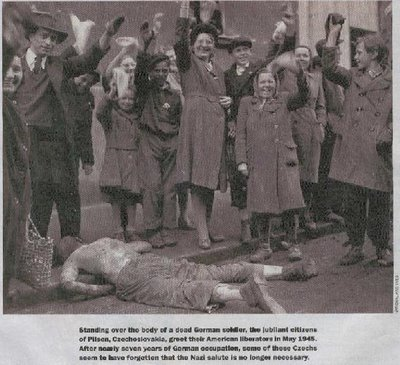 Standing over the body of a dead German soldier, the jubilant citizens
of Pilsen, Czechoslovakia, greet their American liberators in May 1945.
After nearly seven years of German occupation, some of these Czechs
seem to have forgotten that the Nazi salute is no longer necessary.